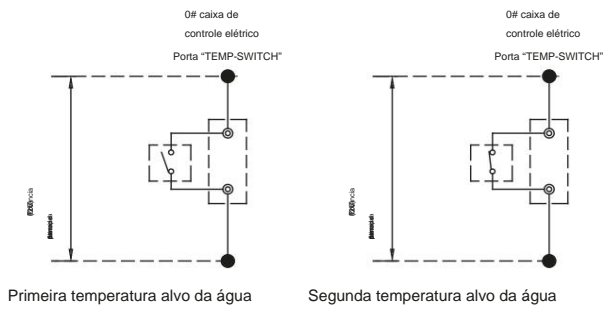 0# caixa de
controle elétrico
Porta “TEMP-SWITCH”
0# caixa de
controle elétrico
Porta “TEMP-SWITCH”
Primeira temperatura alvo da água
Segunda temperatura alvo da água